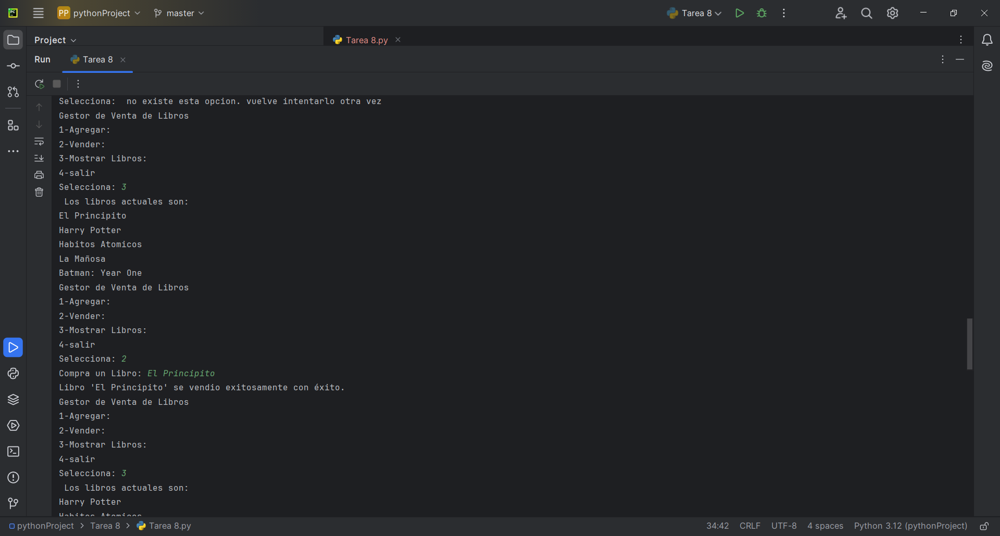 PC
PP pythonProject
master
Tarea 8
Project
Tarea 8.py
Run
Tarea 8
Selecciona:  no existe esta opcion. vuelve intentarlo otra vez
Gestor de Venta de Libros
1-Agregar:
2-Vender:
3-Mostrar Libros:
4-salir
Selecciona: 3
 Los libros actuales son:
El Principito
Harry Potter
Habitos Atomicos
La Mañosa
Batman: Year One
Gestor de Venta de Libros
1-Agregar:
2-Vender:
3-Mostrar Libros:
4-salir
Selecciona: 2
Compra un Libro: El Principito
Libro 'El Principito' se vendio exitosamente con éxito.
Gestor de Venta de Libros
1-Agregar:
2-Vender:
3-Mostrar Libros:
4-salir
Selecciona: 3
 Los libros actuales son:
Harry Potter
Habitos Atomicos
pythonProject > Tarea 8 > Tarea 8.py
34:42 CRLF UTF-8 4 spaces Python 3.12 (pythonProject)